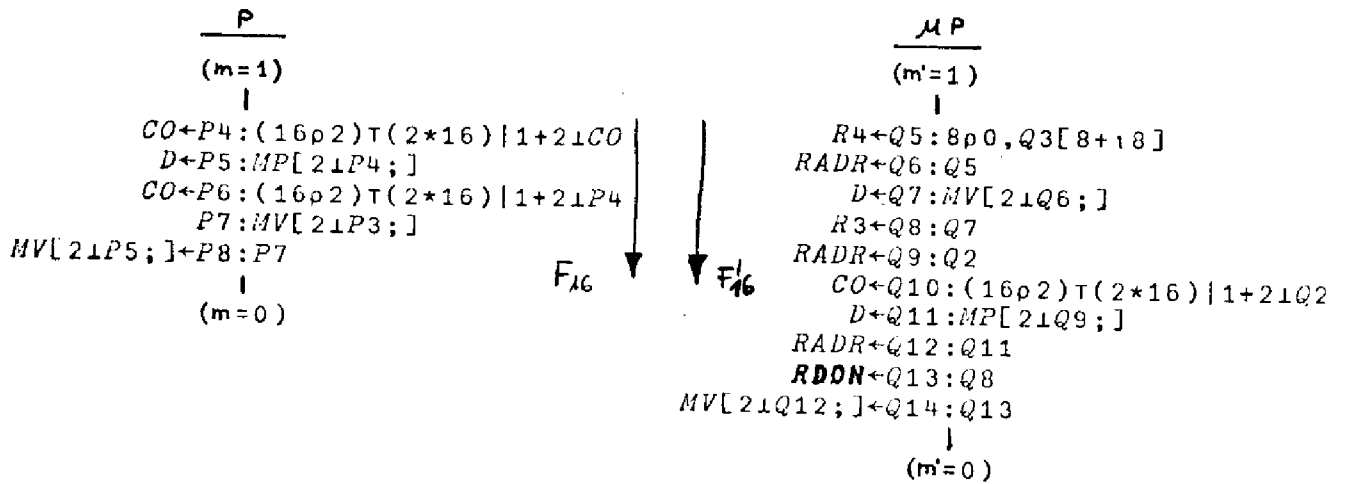 P
(m=1)
CO←P4:(16ρ2)⊤(2*16)|1+2⊥CO
D←P5:MP[2⊥P4;]
CO←P6:(16ρ2)⊤(2*16)|1+2⊥P4
P7:MV[2⊥P3;]
MV[2⊥P5;]←P8:P7
(m=0)
F16
F'16
μP
(m'=1)
R4←Q5:8ρ0,Q3[8+⍳8]
RADR←Q6:Q5
D←Q7:MV[2⊥Q6;]
R3←Q8:Q7
RADR←Q9:Q2
CO←Q10:(16ρ2)⊤(2*16)|1+2⊥Q2
D←Q11:MP[2⊥Q9;]
RADR←Q12:Q11
RDON←Q13:Q8
MV[2⊥Q12;]←Q14:Q13
(m'=0)